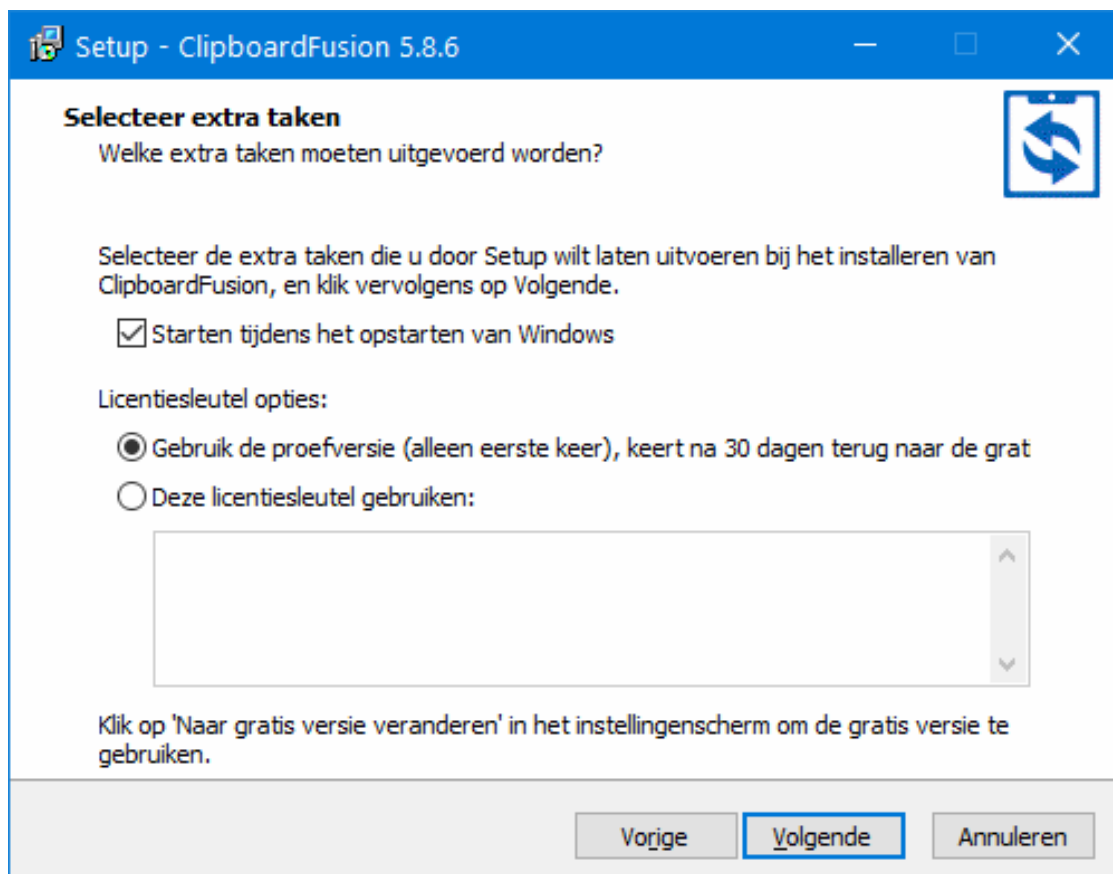 Setup - ClipboardFusion 5.8.6
Selecteer extra taken
Welke extra taken moeten uitgevoerd worden?
Selecteer de extra taken die u door Setup wilt laten uitvoeren bij het installeren van
ClipboardFusion, en klik vervolgens op Volgende.
Starten tijdens het opstarten van Windows
Licentiesleutel opties:
Gebruik de proefversie (alleen eerste keer), keert na 30 dagen terug naar de grat
Deze licentiesleutel gebruiken:
Klik op 'Naar gratis versie veranderen' in het instellingenscherm om de gratis versie te
gebruiken.
Vorige Volgende Annuleren